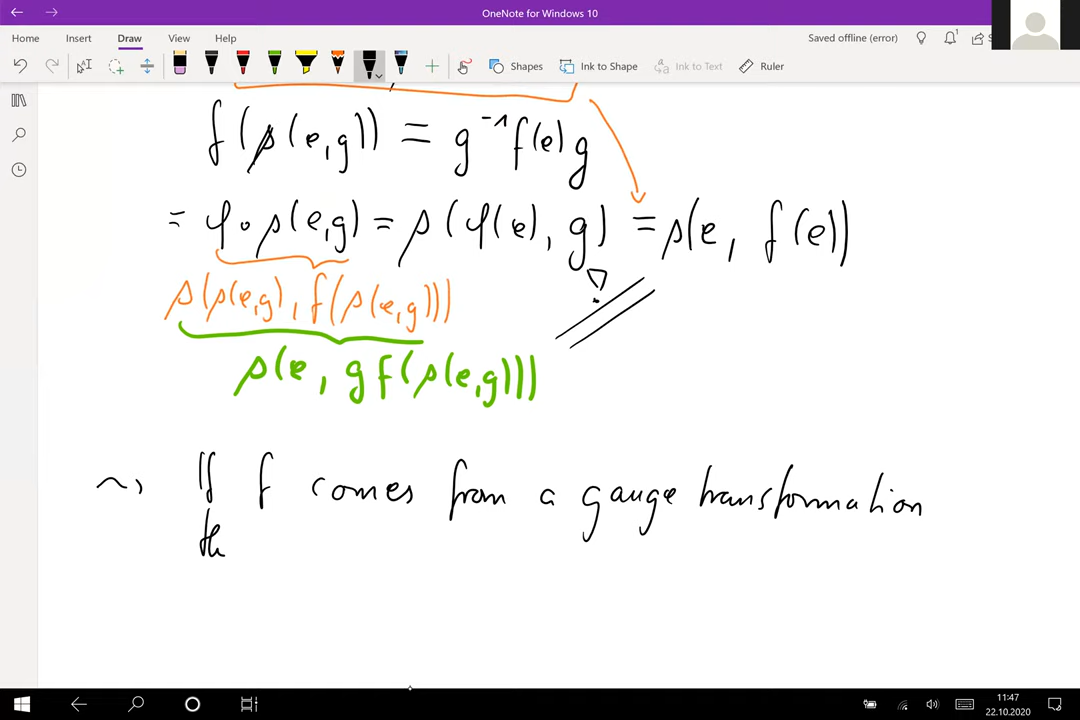 OneNote for Windows 10
Home Insert Draw View Help Saved offline (error)
Shapes Ink to Shape Ink to Text Ruler
f(ρ(e,g)) = g⁻¹f(e)g
= φ∘ρ(e,g) = ρ(φ(e), g) = ρ(e, f(e))
ρ(ρ(e,g), f(ρ(e,g)))
ρ(e, g f(ρ(e,g)))
⇝ If f comes from a gauge transformation
the
11:47
22.10.2020